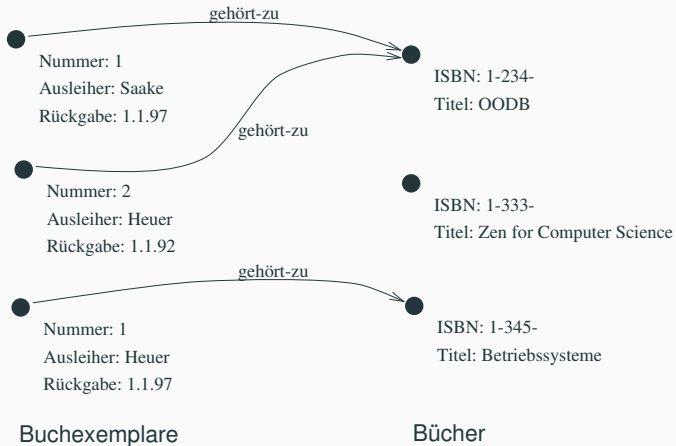 gehört-zu
Nummer: 1
Ausleiher: Saake
Rückgabe: 1.1.97
ISBN: 1-234-
Titel: OODB
gehört-zu
Nummer: 2
Ausleiher: Heuer
Rückgabe: 1.1.92
ISBN: 1-333-
Titel: Zen for Computer Science
gehört-zu
Nummer: 1
Ausleiher: Heuer
Rückgabe: 1.1.97
ISBN: 1-345-
Titel: Betriebssysteme
Buchexemplare
Bücher